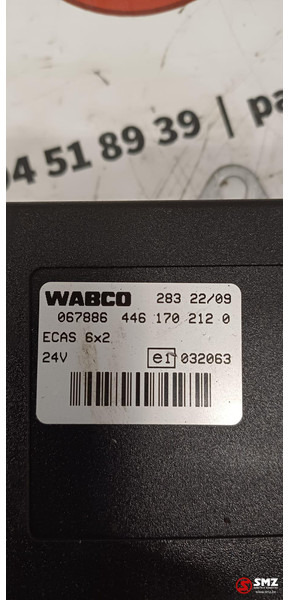 04 51 89 39 | pa
WABCO 283 22/09
067886 446 170 212 0
ECAS 6x2
24V e1 032063
SMZ